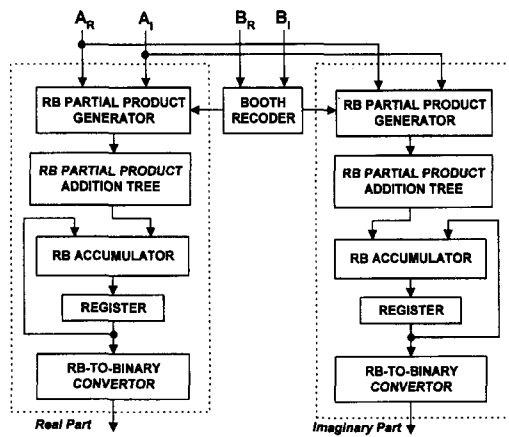 A_R A_I B_R B_I
RB PARTIAL PRODUCT
GENERATOR
BOOTH
RECODER
RB PARTIAL PRODUCT
GENERATOR
RB PARTIAL PRODUCT
ADDITION TREE
RB PARTIAL PRODUCT
ADDITION TREE
RB ACCUMULATOR
RB ACCUMULATOR
REGISTER
REGISTER
RB-TO-BINARY
CONVERTOR
RB-TO-BINARY
CONVERTOR
Real Part
Imaginary Part